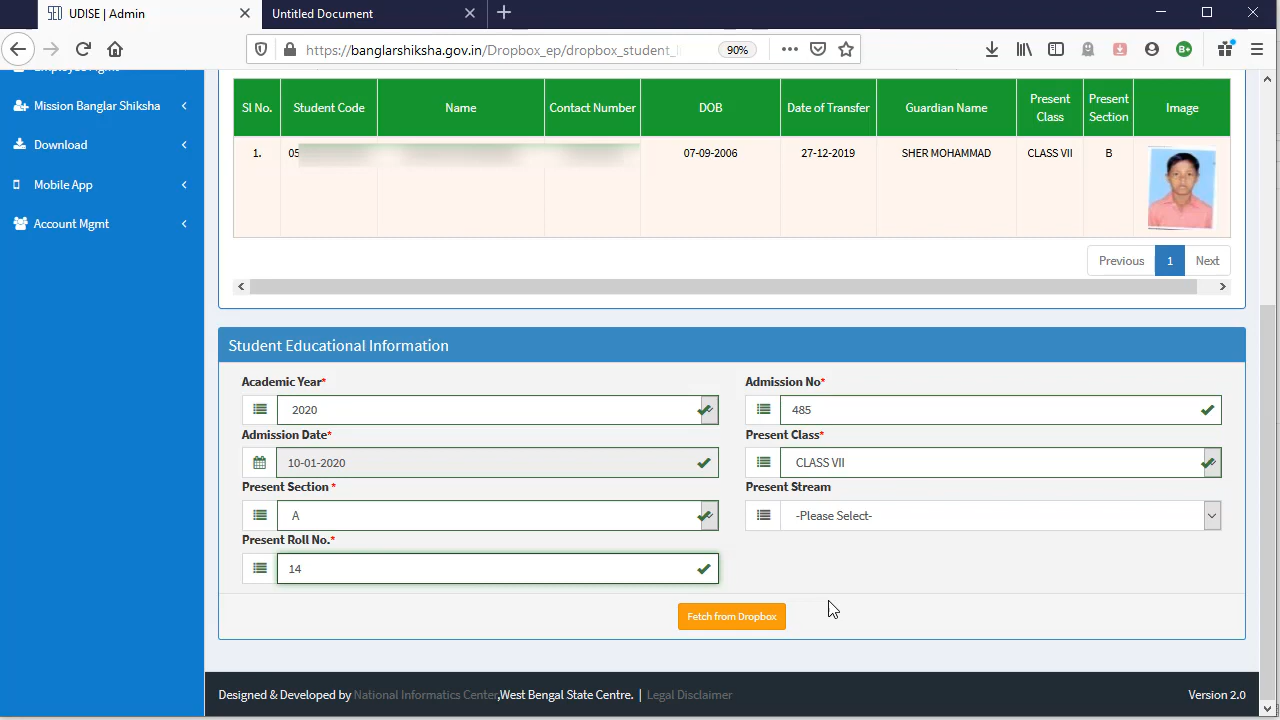 UDISE | Admin
Untitled Document
https://banglarshiksha.gov.in/Dropbox_ep/dropbox_student_
90%
Mission Banglar Shiksha
Download
Mobile App
Account Mgmt
Sl No. Student Code Name Contact Number DOB Date of Transfer Guardian Name Present Class Present Section Image
1. 05 07-09-2006 27-12-2019 SHER MOHAMMAD CLASS VII B
Previous 1 Next
Student Educational Information
Academic Year* Admission No*
2020 485
Admission Date* Present Class*
10-01-2020 CLASS VII
Present Section * Present Stream
A -Please Select-
Present Roll No.*
14
Fetch from Dropbox
Designed & Developed by National Informatics Center,West Bengal State Centre. | Legal Disclaimer Version 2.0